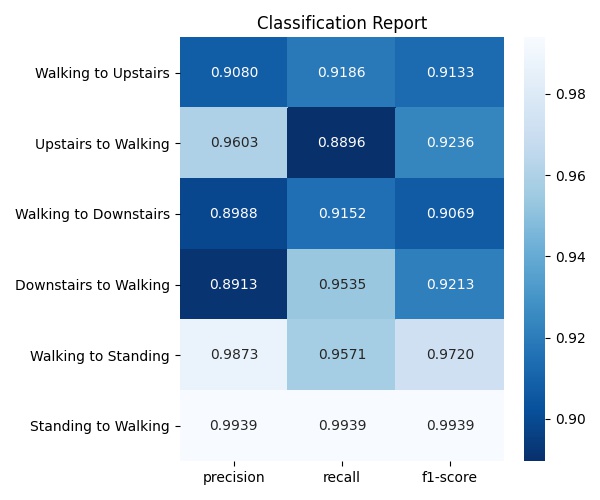 Classification Report
Walking to Upstairs 0.9080 0.9186 0.9133
Upstairs to Walking 0.9603 0.8896 0.9236
Walking to Downstairs 0.8988 0.9152 0.9069
Downstairs to Walking 0.8913 0.9535 0.9213
Walking to Standing 0.9873 0.9571 0.9720
Standing to Walking 0.9939 0.9939 0.9939
precision recall f1-score
0.98
0.96
0.94
0.92
0.90